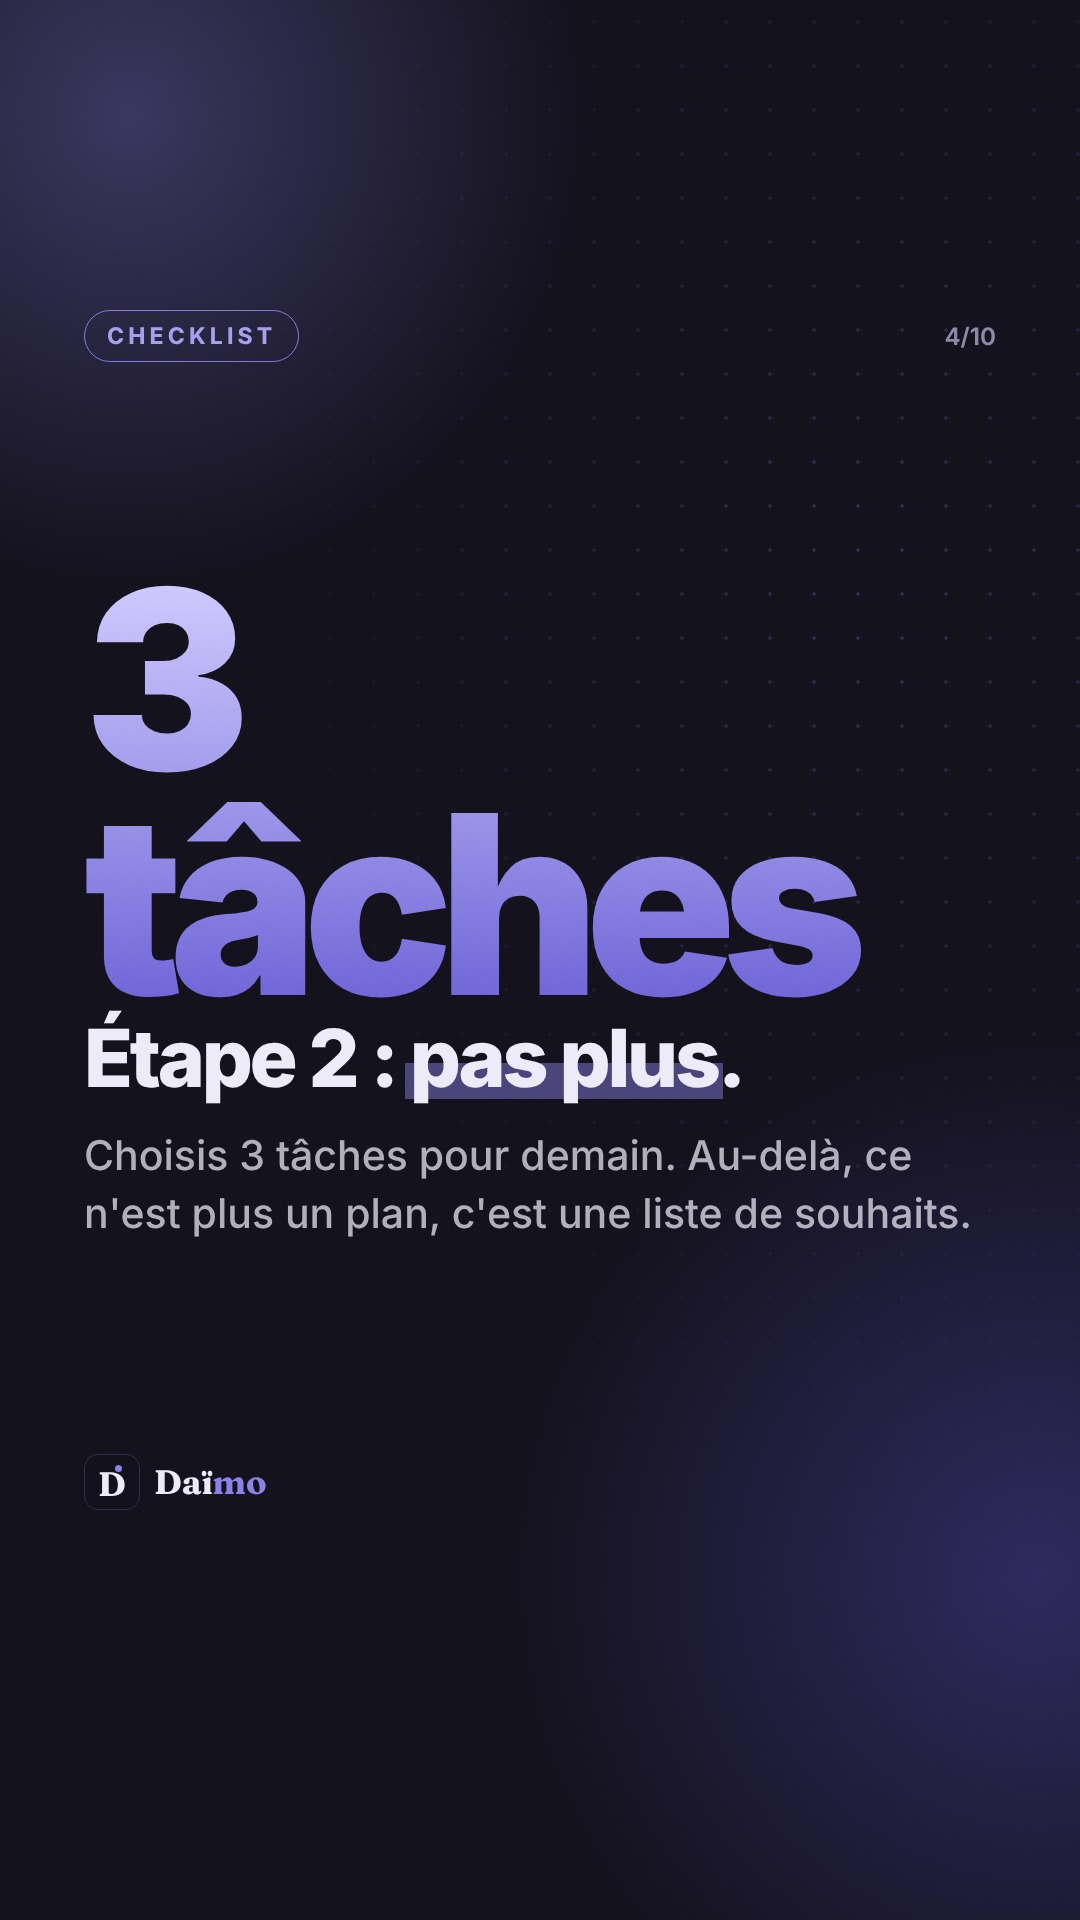 CHECKLIST
4/10
3
tâches
Étape 2 : pas plus.
Choisis 3 tâches pour demain. Au-delà, ce
n'est plus un plan, c'est une liste de souhaits.
D Daïmo